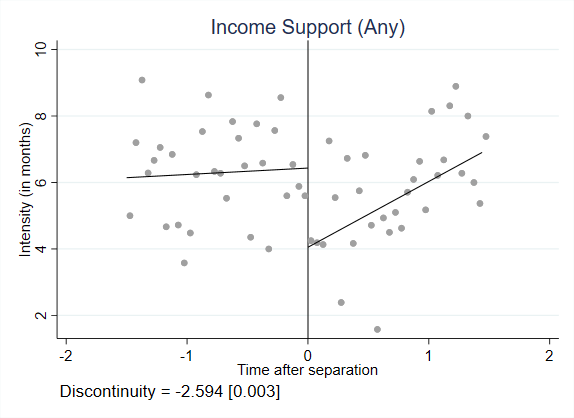 Income Support (Any)
Intensity (in months)
10
8
6
4
2
-2
-1
0
1
2
Time after separation
Discontinuity = -2.594 [0.003]